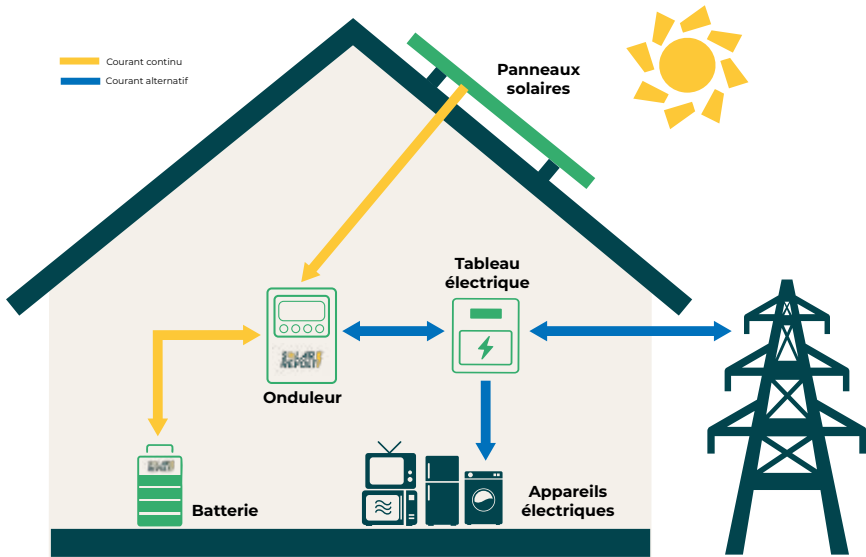 Courant continu
Courant alternatif
Panneaux
solaires
Tableau
électrique
Onduleur
Batterie
Appareils
électriques